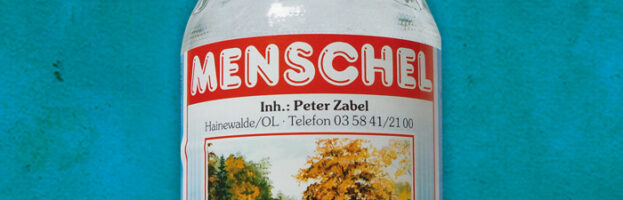 MENSCHEL
Inh.: Peter Zabel
Hainewalde/OL · Telefon 03 58 41/21 00